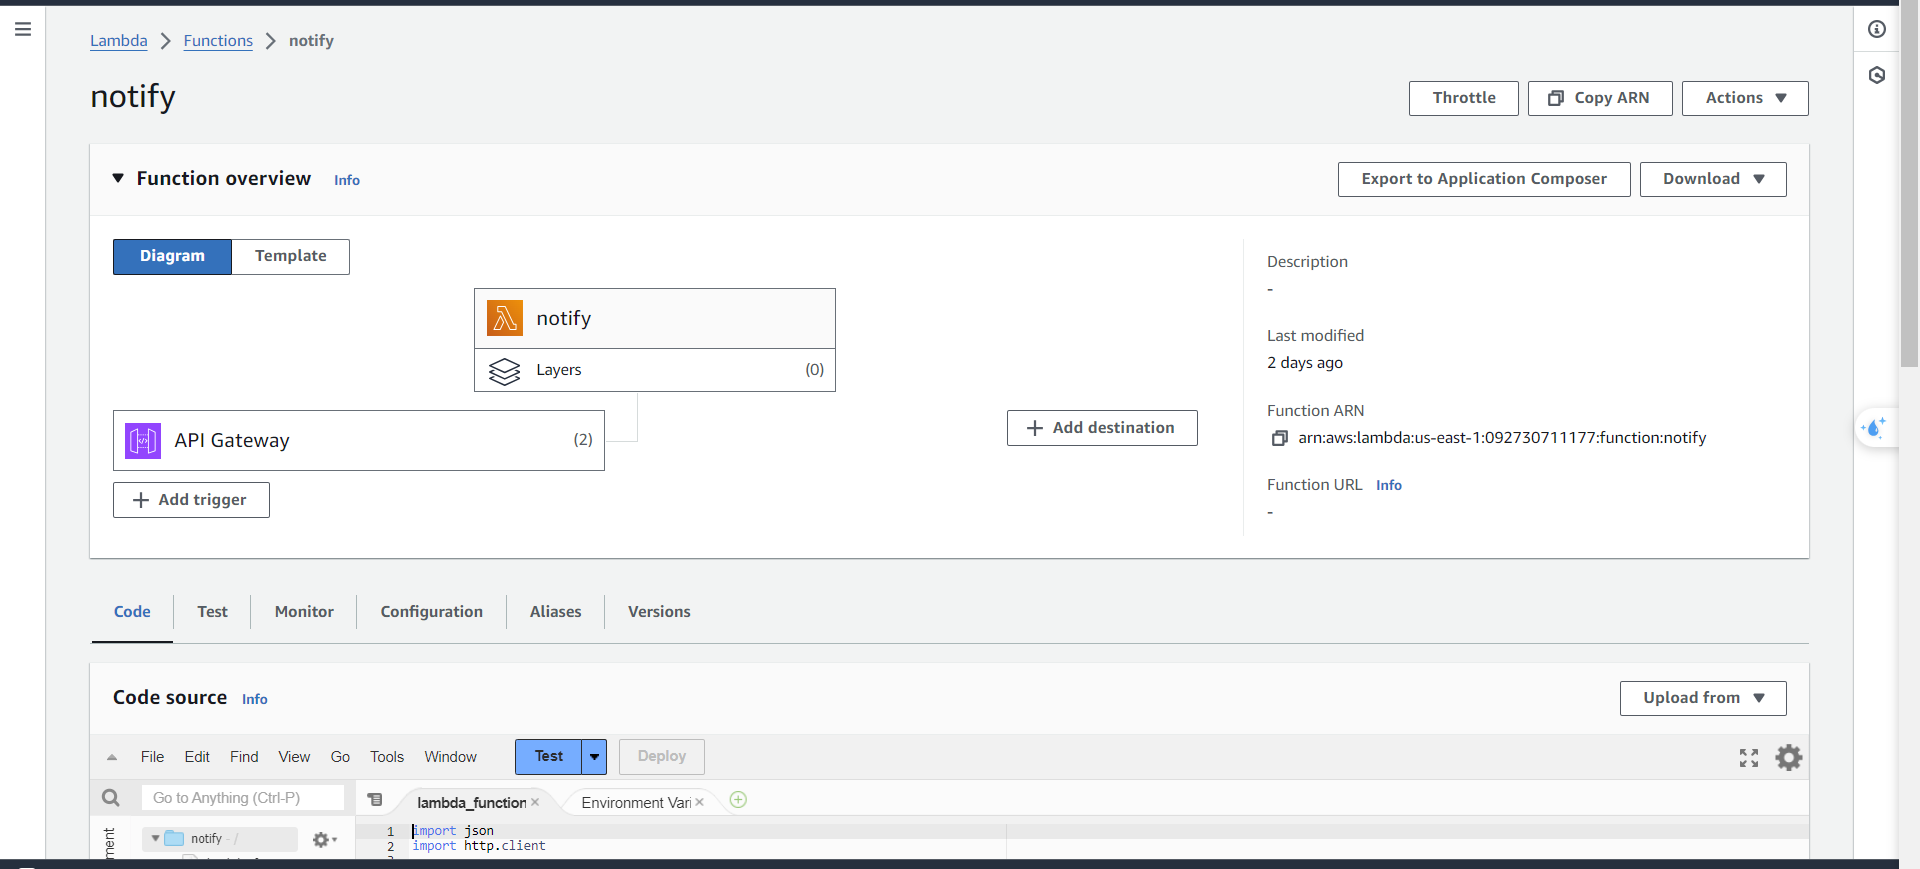 Lambda > Functions > notify
notify
Throttle
Copy ARN
Actions
Function overview Info
Export to Application Composer
Download
Diagram
Template
notify
Layers (0)
API Gateway (2)
+ Add trigger
+ Add destination
Description
-
Last modified
2 days ago
Function ARN
arn:aws:lambda:us-east-1:092730711177:function:notify
Function URL Info
-
Code
Test
Monitor
Configuration
Aliases
Versions
Code source Info
Upload from
File Edit Find View Go Tools Window
Test
Deploy
Go to Anything (Ctrl-P)
lambda_function
Environment Vari
notify - /
1 import json
2 import http.client